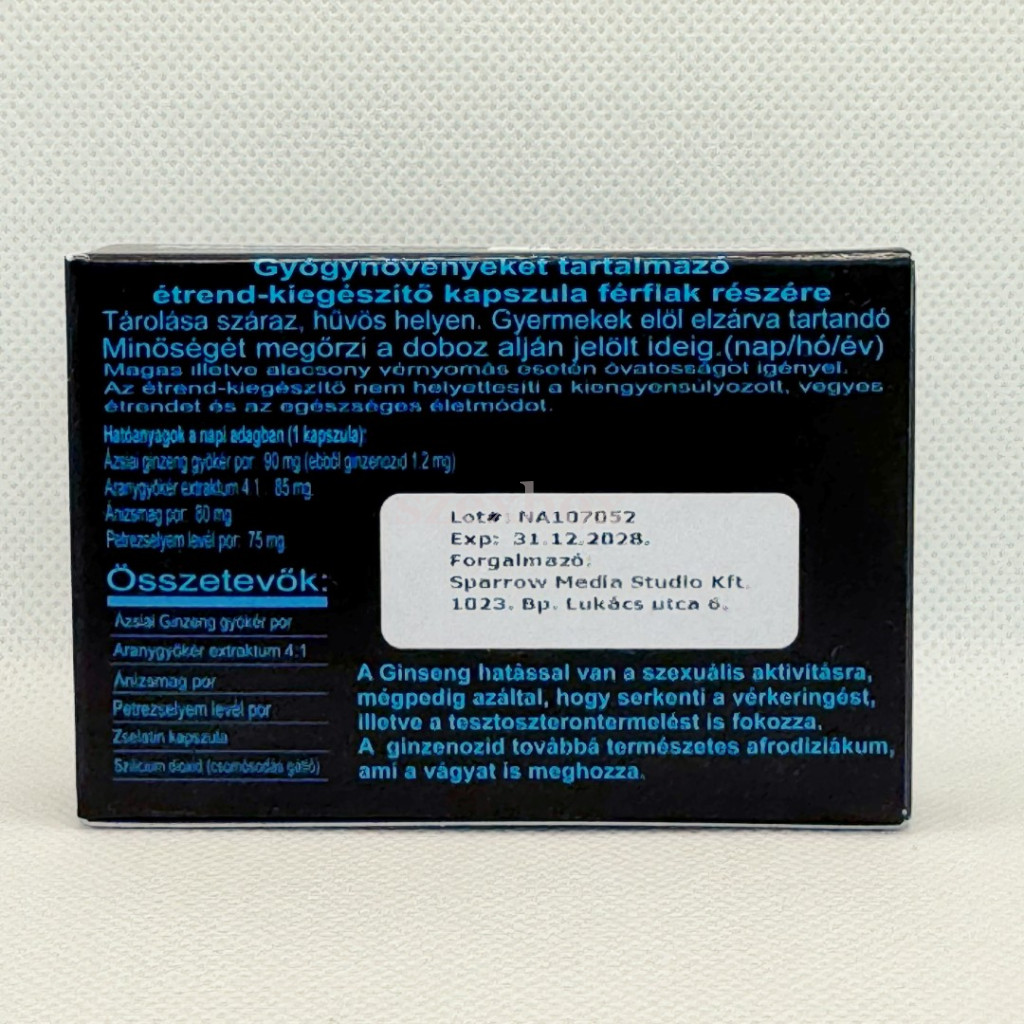 Gyógynövényeket tartalmazó
étrend-kiegészítő kapszula férfiak részére
Tárolása száraz, hűvös helyen. Gyermekek elöl elzárva tartandó
Minőségét megőrzi a doboz alján jelölt ideig.(nap/hó/év)
Magas illetve alacsony vérnyomás esetén óvatosságot igényel.
Az étrend-kiegészítő nem helyettesíti a kiengyensúlyozott, vegyes
étrendet és az egészséges életmódot.
Hatóanyagok a napi adagban (1 kapszula):
Ázsiai ginzeng gyökér por: 90 mg (ebből ginzenozid 1.2 mg)
Aranygyökér extraktum 4:1 85 mg
Ánizsmag por: 80 mg
Petrezselyem levél por: 75 mg
Összetevők:
Ázsiai Ginzeng gyökér por
Aranygyökér extraktum 4:1
Ánizsmag por
Petrezselyem levél por
Zselatin kapszula
Szilícium dioxid (csomósodás gátló)
Lot#: NA107052
Exp: 31.12.2028.
Forgalmazó:
Sparrow Media Studio Kft.
1023. Bp. Lukács utca 6.
A Ginseng hatással van a szexuális aktivitásra,
mégpedig azáltal, hogy serkenti a vérkeringést,
illetve a tesztoszterontermelést is fokozza.
A ginzenozid továbbá természetes afrodiziákum,
ami a vágyat is meghozza.